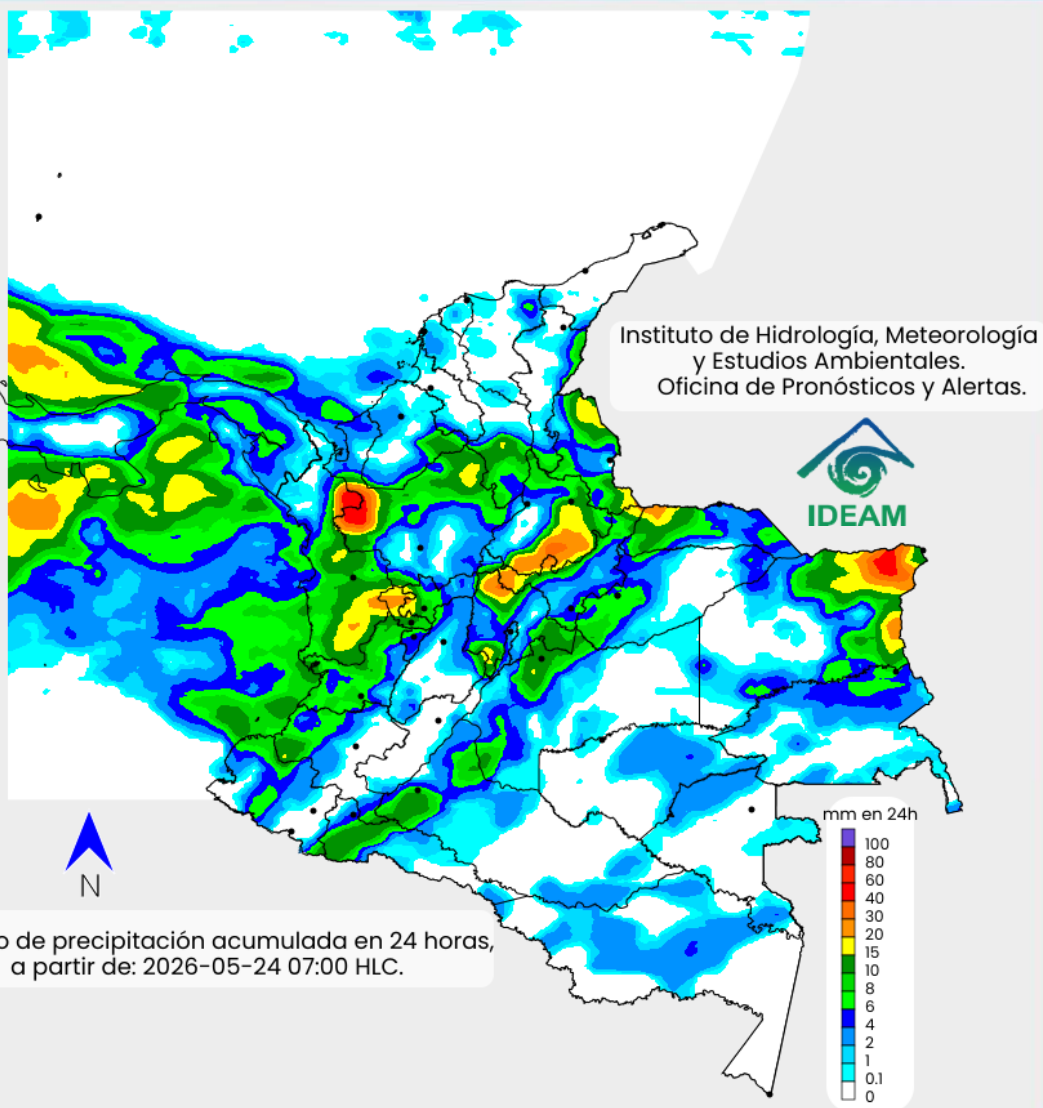 Instituto de Hidrología, Meteorología
y Estudios Ambientales.
Oficina de Pronósticos y Alertas.
IDEAM
mm en 24h
100
80
60
40
30
20
15
10
8
6
4
2
1
0.1
0
N
o de precipitación acumulada en 24 horas,
a partir de: 2026-05-24 07:00 HLC.